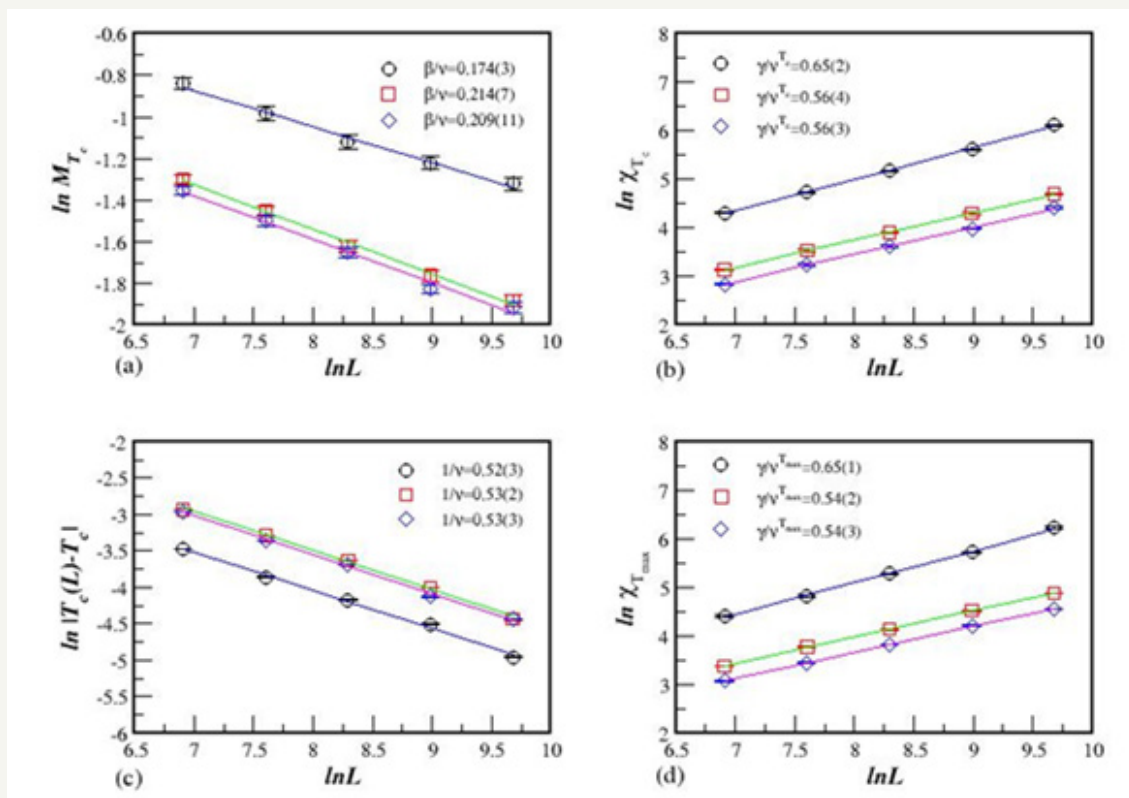 -0.6
-0.8
-1
-1.2
-1.4
-1.6
-1.8
-2
ln M_Tc
β/ν=0.174(3)
β/ν=0.214(7)
β/ν=0.209(11)
6.5 7 7.5 8 8.5 9 9.5 10
(a) lnL
8
7
6
5
4
3
2
ln χ_Tc
γ/ν^Tc=0.65(2)
γ/ν^Tc=0.56(4)
γ/ν^Tc=0.56(3)
6.5 7 7.5 8 8.5 9 9.5 10
(b) lnL
-2
-2.5
-3
-3.5
-4
-4.5
-5
-5.5
-6
ln |T_c(L)-T_c|
1/ν=0.52(3)
1/ν=0.53(2)
1/ν=0.53(3)
6.5 7 7.5 8 8.5 9 9.5 10
(c) lnL
8
7
6
5
4
3
2
ln χ_Tmax
γ/ν^Tmax=0.65(1)
γ/ν^Tmax=0.54(2)
γ/ν^Tmax=0.54(3)
6.5 7 7.5 8 8.5 9 9.5 10
(d) lnL